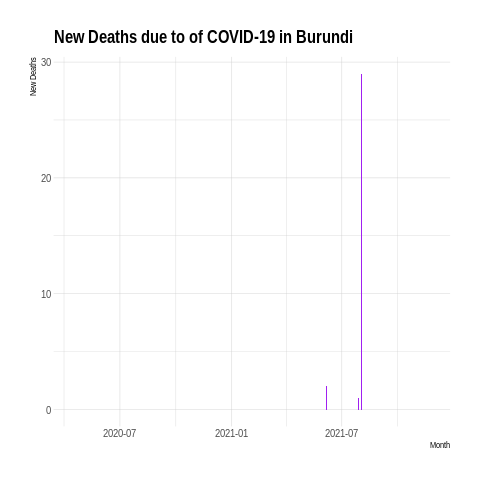 New Deaths due to of COVID-19 in Burundi
New Deaths
30
20
10
0
2020-07
2021-01
2021-07
Month